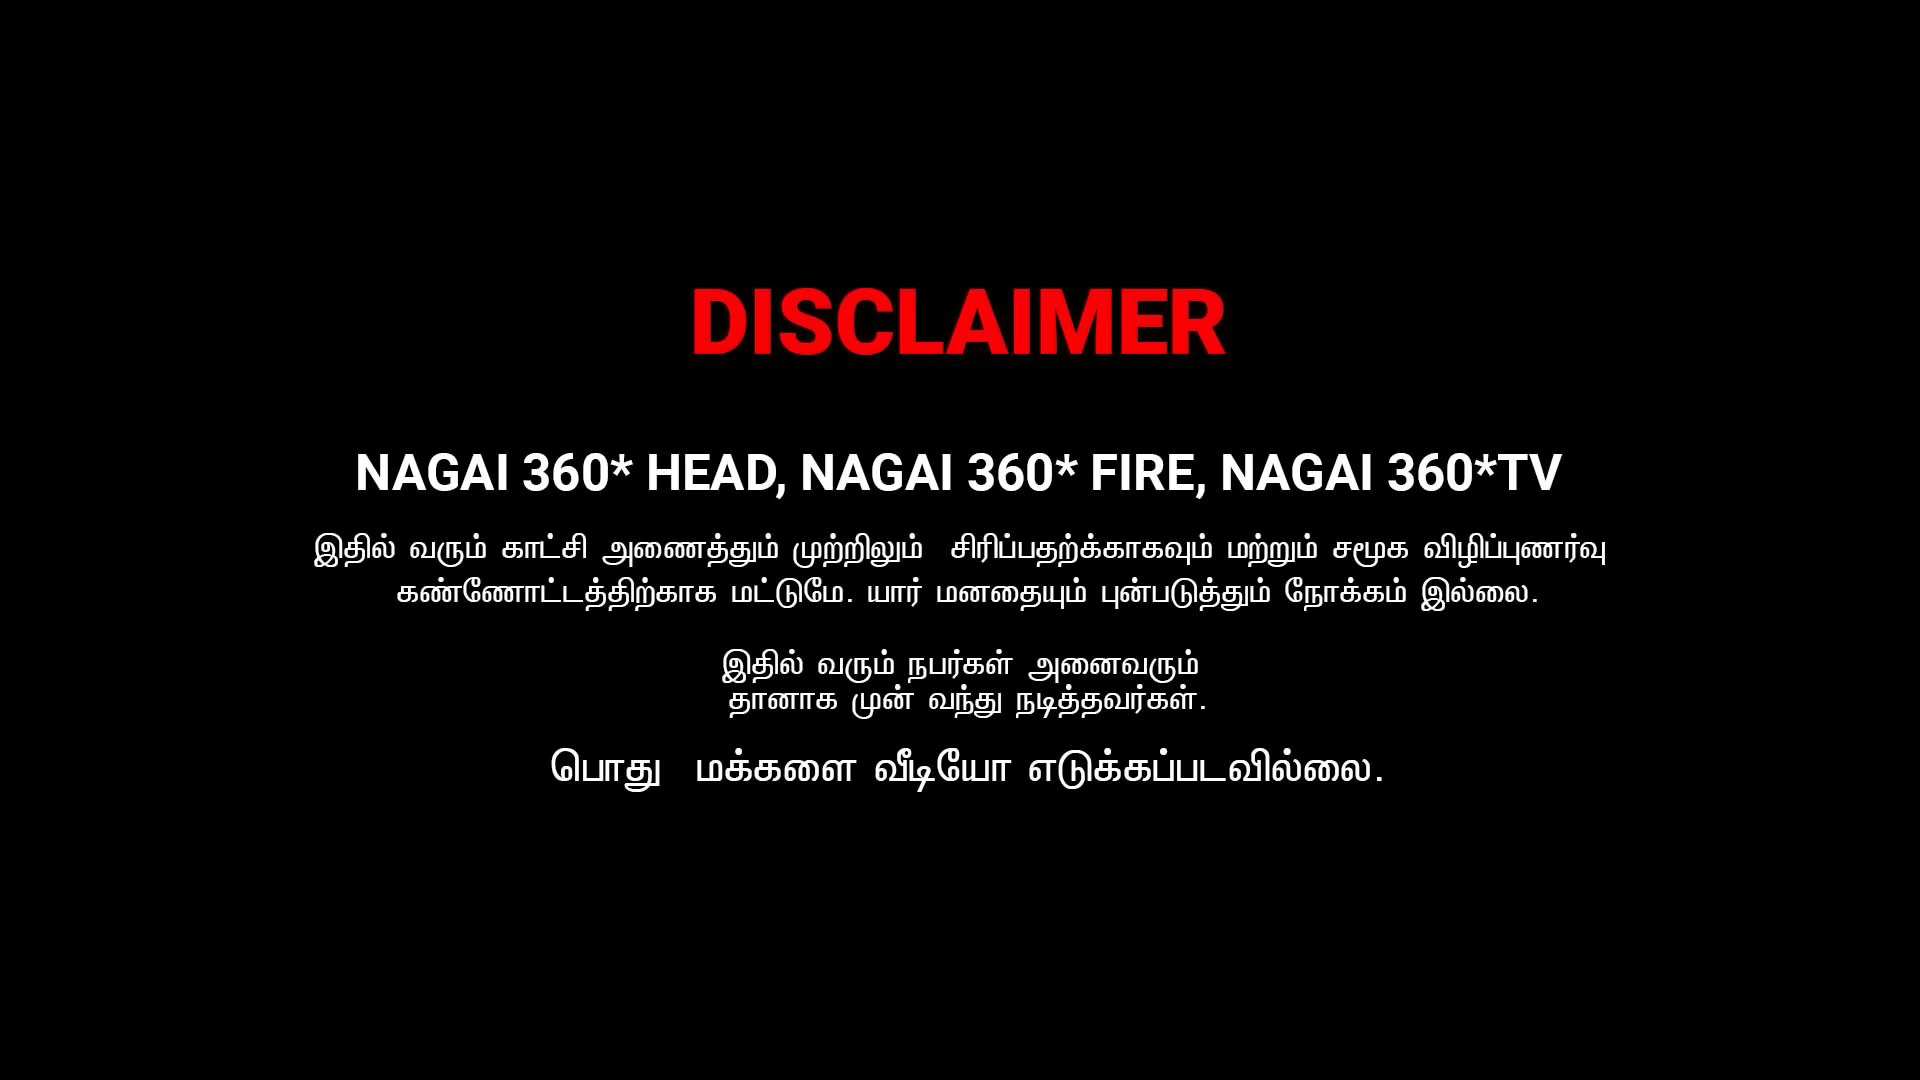 DISCLAIMER
NAGAI 360* HEAD, NAGAI 360* FIRE, NAGAI 360*TV
இதில் வரும் காட்சி அணைத்தும் முற்றிலும் சிரிப்பதற்க்காகவும் மற்றும் சமூக விழிப்புணர்வு
கண்ணோட்டத்திற்காக மட்டுமே. யார் மனதையும் புன்படுத்தும் நோக்கம் இல்லை.
இதில் வரும் நபர்கள் அனைவரும்
தானாக முன் வந்து நடித்தவர்கள்.
பொது மக்களை வீடியோ எடுக்கப்படவில்லை.